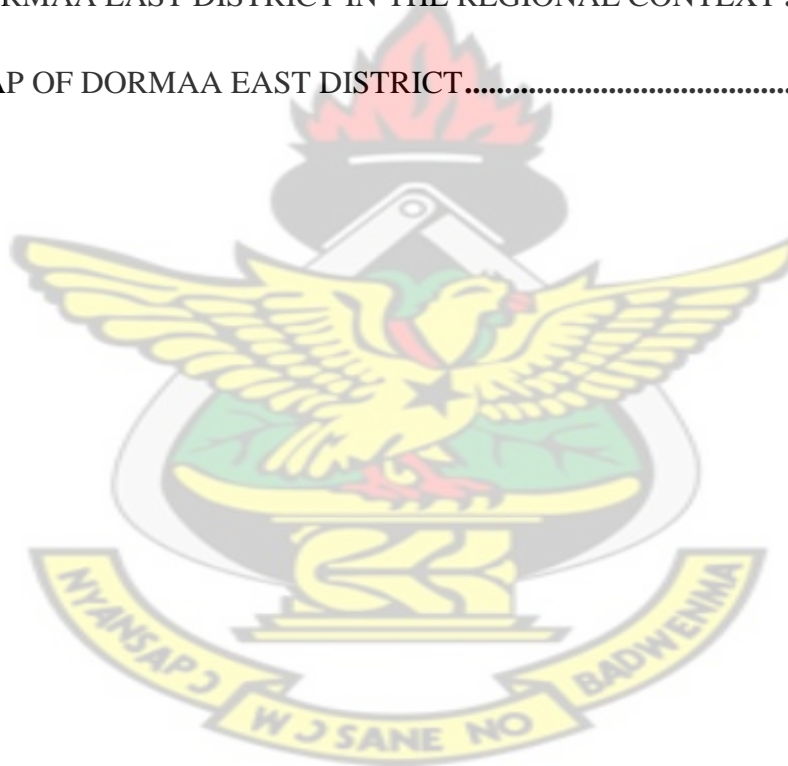 RMAA EAST DISTRICT IN THE REGIONAL CONTEXT
AP OF DORMAA EAST DISTRICT............................................
NYANSAPƆ WƆSANE NO BADWENMA